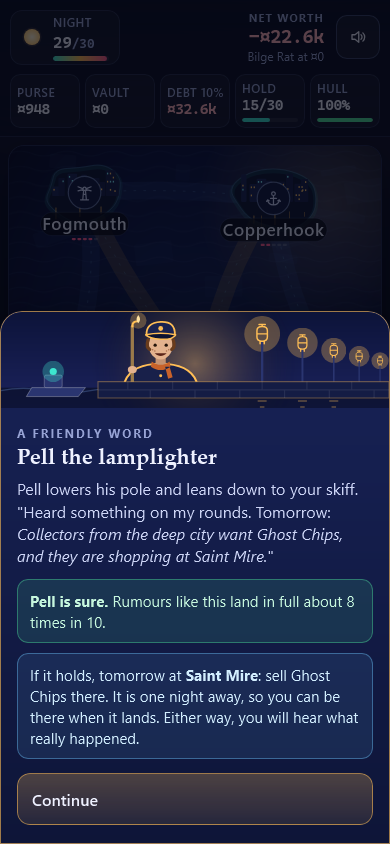 NIGHT
29/30
NET WORTH
−¤22.6k
Bilge Rat at ¤0
PURSE
¤948
VAULT
¤0
DEBT 10%
¤32.6k
HOLD
15/30
HULL
100%
Fogmouth
Copperhook
A FRIENDLY WORD
Pell the lamplighter
Pell lowers his pole and leans down to your skiff.
"Heard something on my rounds. Tomorrow:
Collectors from the deep city want Ghost Chips,
and they are shopping at Saint Mire."
Pell is sure. Rumours like this land in full about 8
times in 10.
If it holds, tomorrow at Saint Mire: sell Ghost
Chips there. It is one night away, so you can be
there when it lands. Either way, you will hear what
really happened.
Continue